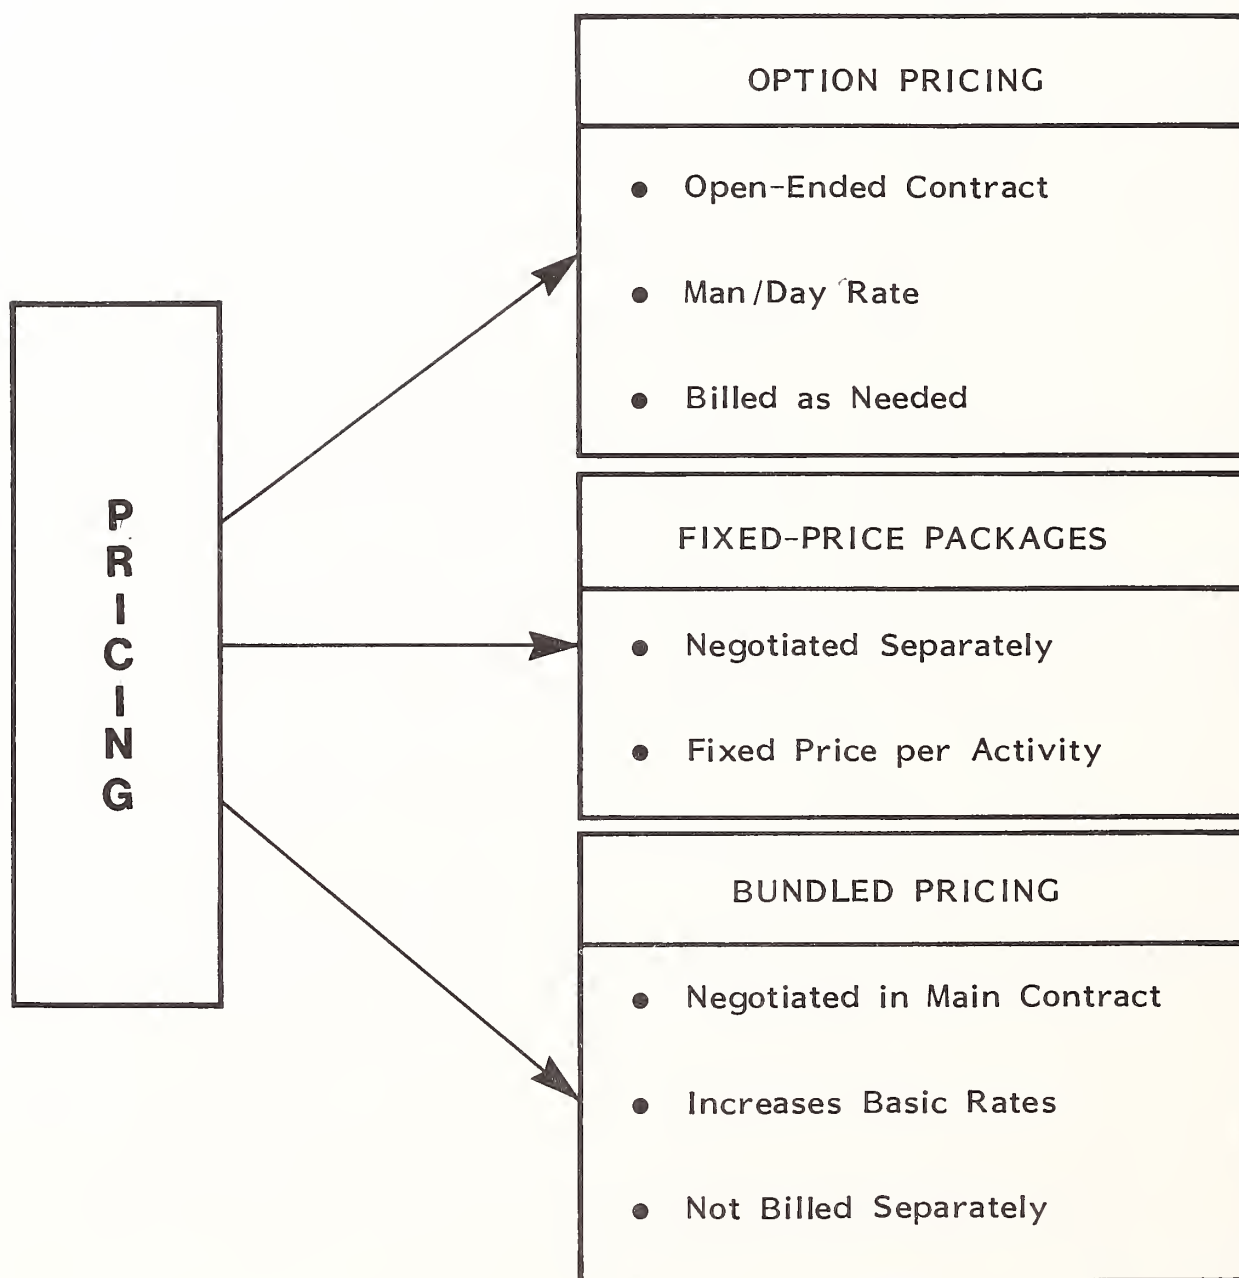 PRICING
OPTION PRICING
• Open-Ended Contract
• Man/Day Rate
• Billed as Needed
FIXED-PRICE PACKAGES
• Negotiated Separately
• Fixed Price per Activity
BUNDLED PRICING
• Negotiated in Main Contract
• Increases Basic Rates
• Not Billed Separately